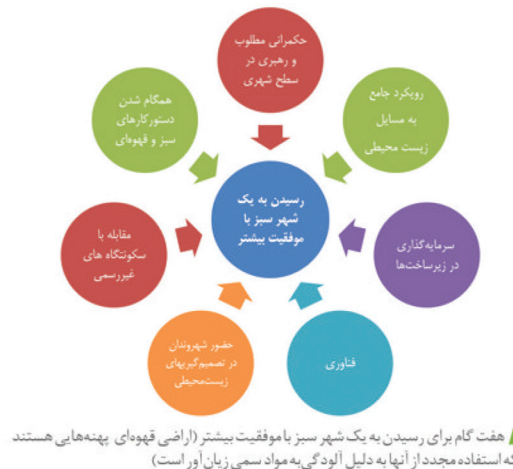 حکمرانی مطلوب
و رهبری در
سطح شهری
رویکرد جامع
به مسایل
زیست محیطی
سرمایه‌گذاری
در زیرساخت‌ها
فناوری
حضور شهروندان
در تصمیم‌گیریهای
زیست‌محیطی
مقابله با
سکونتگاه های
غیررسمی
همگام شدن
دستورکارهای
سبز و قهوه‌ای
رسیدن به یک
شهر سبز با
موفقیت بیشتر
هفت گام برای رسیدن به یک شهر سبز با موفقیت بیشتر (اراضی قهوه‌ای پهنه‌هایی هستند
که استفاده مجدد از آنها به دلیل آلودگی به مواد سمی زیان‌آور است)